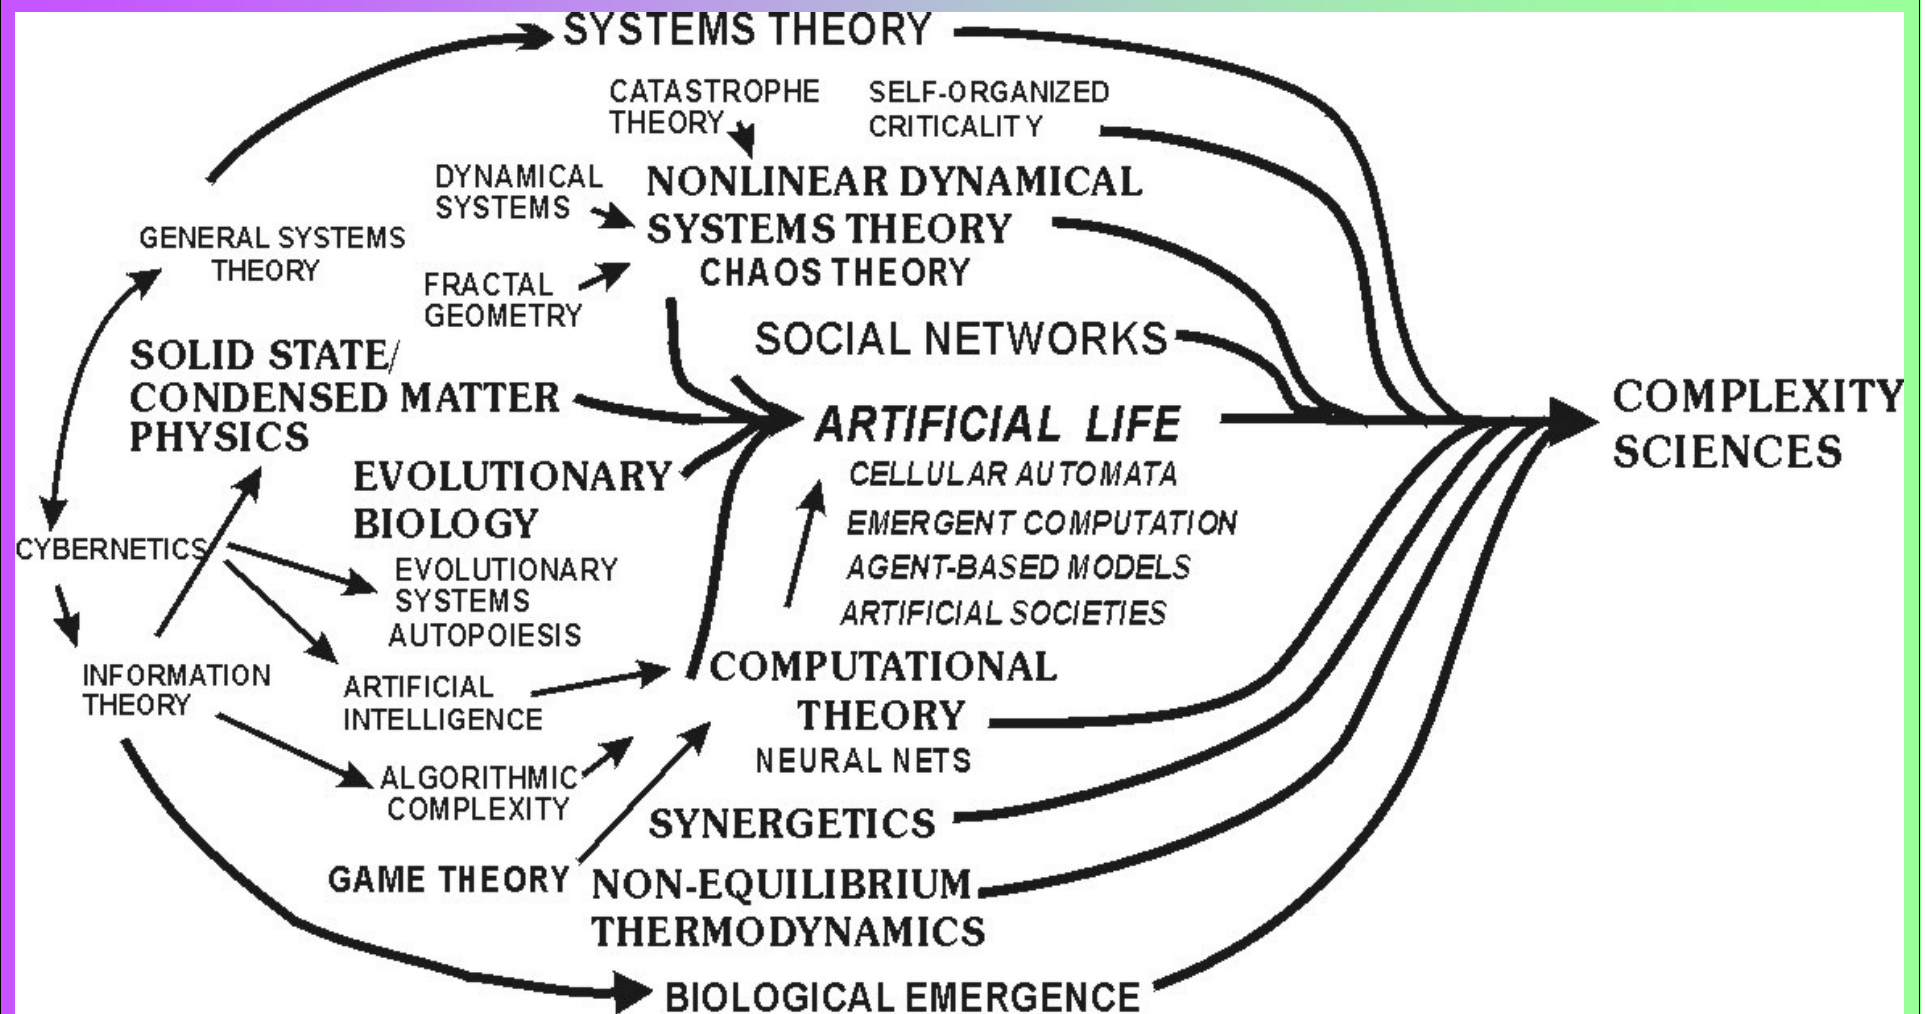 SYSTEMS THEORY
CATASTROPHE
THEORY
SELF-ORGANIZED
CRITICALITY
DYNAMICAL
SYSTEMS
NONLINEAR DYNAMICAL
SYSTEMS THEORY
CHAOS THEORY
GENERAL SYSTEMS
THEORY
FRACTAL
GEOMETRY
SOCIAL NETWORKS
SOLID STATE/
CONDENSED MATTER
PHYSICS
ARTIFICIAL LIFE
COMPLEXITY
SCIENCES
CELLULAR AUTOMATA
EMERGENT COMPUTATION
AGENT-BASED MODELS
ARTIFICIAL SOCIETIES
EVOLUTIONARY
BIOLOGY
CYBERNETICS
EVOLUTIONARY
SYSTEMS
AUTOPOIESIS
INFORMATION
THEORY
ARTIFICIAL
INTELLIGENCE
COMPUTATIONAL
THEORY
NEURAL NETS
ALGORITHMIC
COMPLEXITY
SYNERGETICS
GAME THEORY
NON-EQUILIBRIUM
THERMODYNAMICS
BIOLOGICAL EMERGENCE